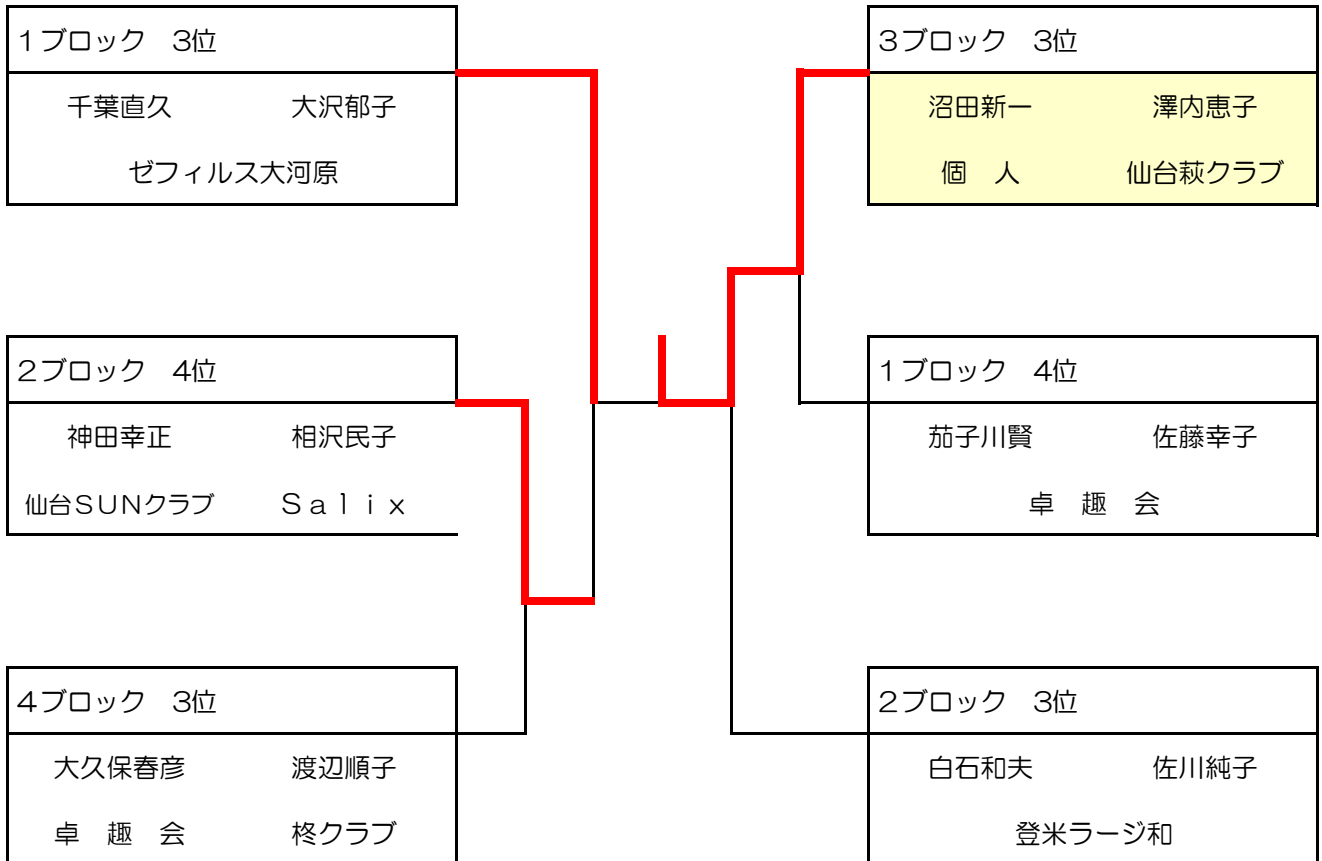 1ブロック　3位
千葉直久　大沢郁子
ゼフィルス大河原
2ブロック　4位
神田幸正　相沢民子
仙台SUNクラブ　Salix
4ブロック　3位
大久保春彦　渡辺順子
卓　趣　会　柊クラブ
3ブロック　3位
沼田新一　澤内恵子
個　人　仙台萩クラブ
1ブロック　4位
茄子川賢　佐藤幸子
卓　趣　会
2ブロック　3位
白石和夫　佐川純子
登米ラージ和